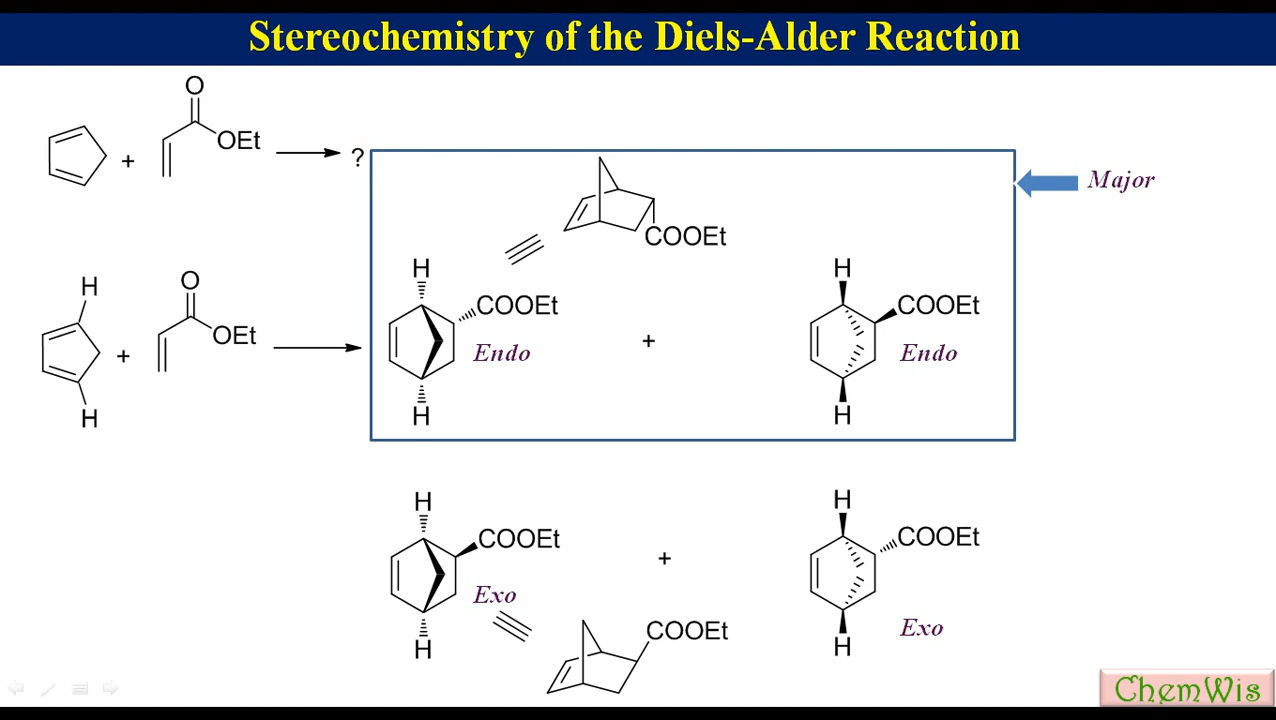 Stereochemistry of the Diels-Alder Reaction
O
OEt
+
?
Major
COOEt
H
O
OEt
+
H
H
COOEt
Endo
H
+
H
COOEt
Endo
H
H
COOEt
Exo
H
+
H
COOEt
Exo
H
COOEt
ChemWis